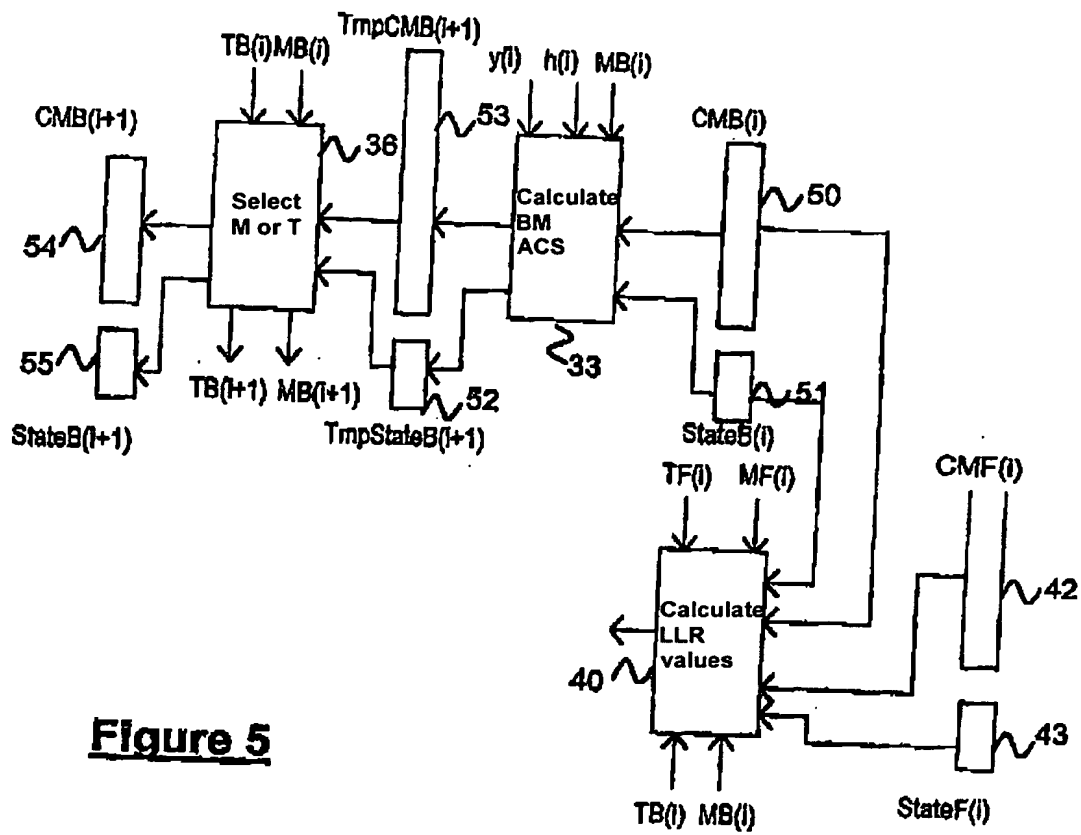 TmpCMB(i+1)
TB(i) MB(i)
y(i) h(i) MB(i)
CMB(i+1)
53
CMB(i)
36
Select
M or T
Calculate
BM
ACS
50
54
55
33
51
TB(i+1) MB(i+1)
52
StateB(i+1)
TmpStateB(i+1)
StateB(i)
TF(i) MF(i)
CMF(i)
42
Calculate
LLR
values
40
43
Figure 5
TB(i) MB(i)
StateF(i)